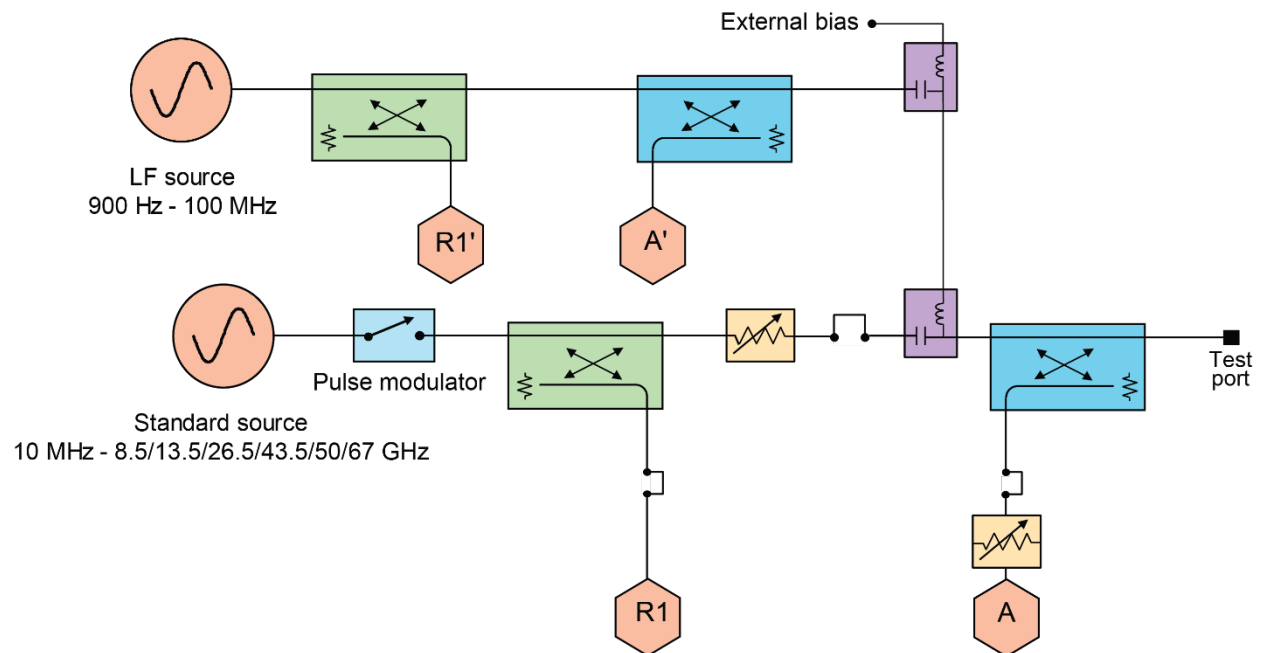 External bias
LF source
900 Hz - 100 MHz
R1'
A'
Pulse modulator
Standard source
10 MHz - 8.5/13.5/26.5/43.5/50/67 GHz
Test
port
R1
A